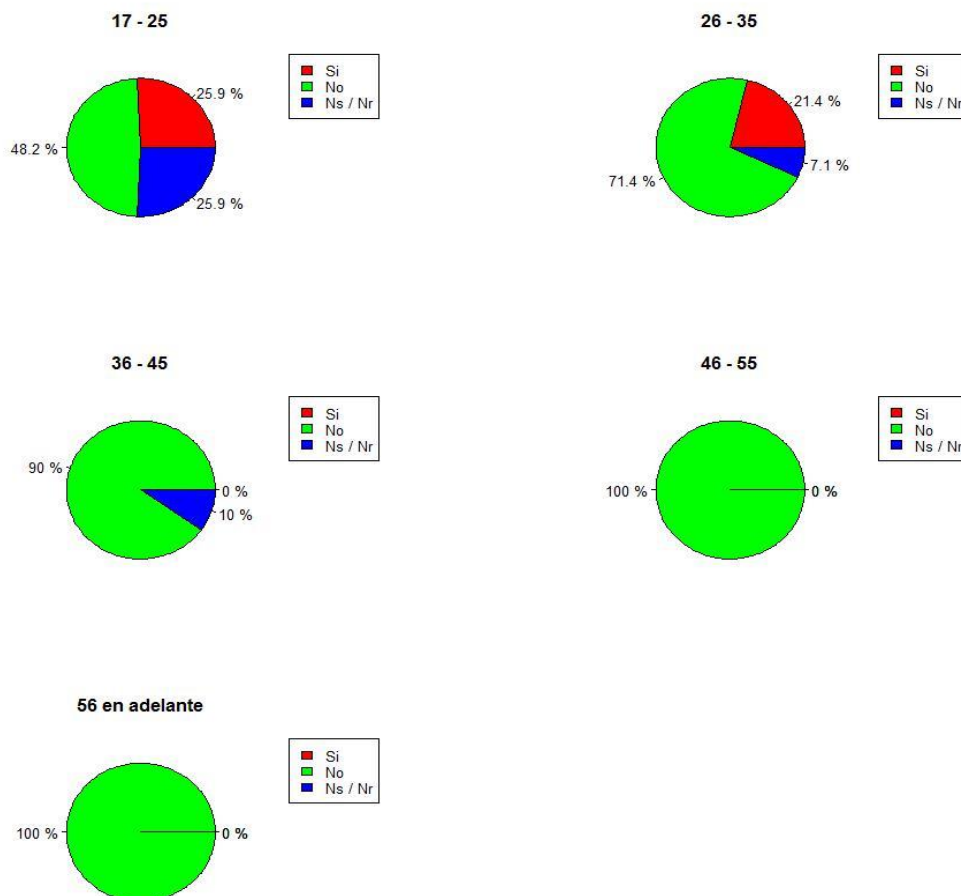 17 - 25
Si
No
Ns / Nr
25.9 %
48.2 %
25.9 %
26 - 35
Si
No
Ns / Nr
21.4 %
71.4 %
7.1 %
36 - 45
Si
No
Ns / Nr
90 %
0 %
10 %
46 - 55
Si
No
Ns / Nr
100 %
0 %
56 en adelante
Si
No
Ns / Nr
100 %
0 %